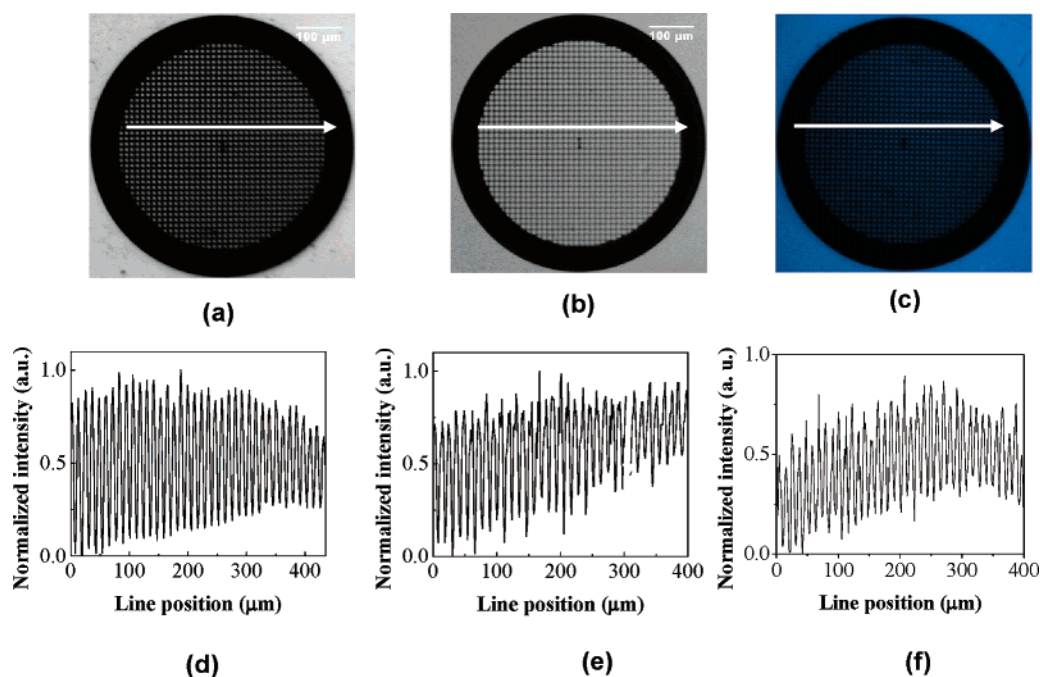 100 µm
100 µm
(a)
(b)
(c)
Normalized intensity (a.u.)
1.0
0.5
0.0
0 100 200 300 400
Line position (µm)
Normalized intensity (a.u.)
1.0
0.5
0.0
0 100 200 300 400
Line position (µm)
Normalized intensity (a. u.)
1.0
0.5
0.0
0 100 200 300 400
Line position (µm)
(d)
(e)
(f)